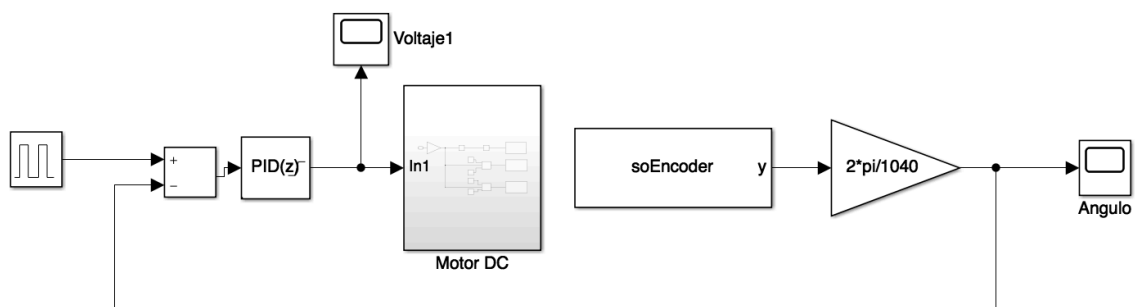 Voltaje1
+
−
PID(z)
In1
Motor DC
soEncoder
y
2*pi/1040
Angulo